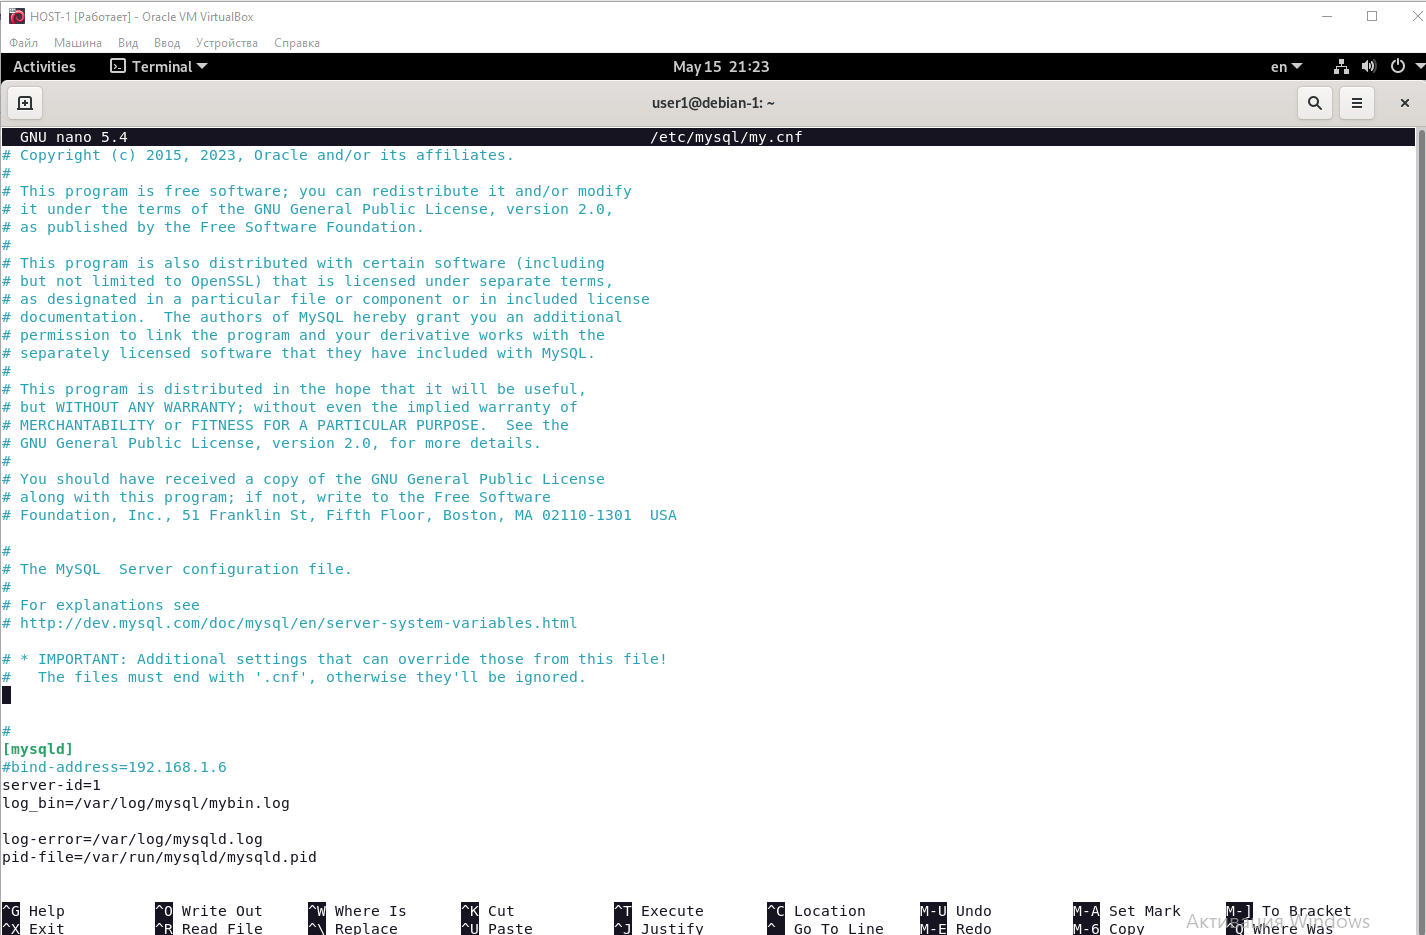 HOST-1 [Работает] - Oracle VM VirtualBox
Файл Машина Вид Ввод Устройства Справка
Activities Terminal May 15 21:23 en
user1@debian-1: ~
GNU nano 5.4 /etc/mysql/my.cnf
# Copyright (c) 2015, 2023, Oracle and/or its affiliates.
#
# This program is free software; you can redistribute it and/or modify
# it under the terms of the GNU General Public License, version 2.0,
# as published by the Free Software Foundation.
#
# This program is also distributed with certain software (including
# but not limited to OpenSSL) that is licensed under separate terms,
# as designated in a particular file or component or in included license
# documentation.  The authors of MySQL hereby grant you an additional
# permission to link the program and your derivative works with the
# separately licensed software that they have included with MySQL.
#
# This program is distributed in the hope that it will be useful,
# but WITHOUT ANY WARRANTY; without even the implied warranty of
# MERCHANTABILITY or FITNESS FOR A PARTICULAR PURPOSE.  See the
# GNU General Public License, version 2.0, for more details.
#
# You should have received a copy of the GNU General Public License
# along with this program; if not, write to the Free Software
# Foundation, Inc., 51 Franklin St, Fifth Floor, Boston, MA 02110-1301  USA
#
# The MySQL  Server configuration file.
#
# For explanations see
# http://dev.mysql.com/doc/mysql/en/server-system-variables.html
# * IMPORTANT: Additional settings that can override those from this file!
#   The files must end with '.cnf', otherwise they'll be ignored.
#
[mysqld]
#bind-address=192.168.1.6
server-id=1
log_bin=/var/log/mysql/mybin.log
log-error=/var/log/mysqld.log
pid-file=/var/run/mysqld/mysqld.pid
^G Help ^O Write Out ^W Where Is ^K Cut ^T Execute ^C Location M-U Undo M-A Set Mark M-] To Bracket
Активация Windows
^X Exit ^R Read File ^\ Replace ^U Paste ^J Justify ^_ Go To Line M-E Redo M-6 Copy ^Q Where Was